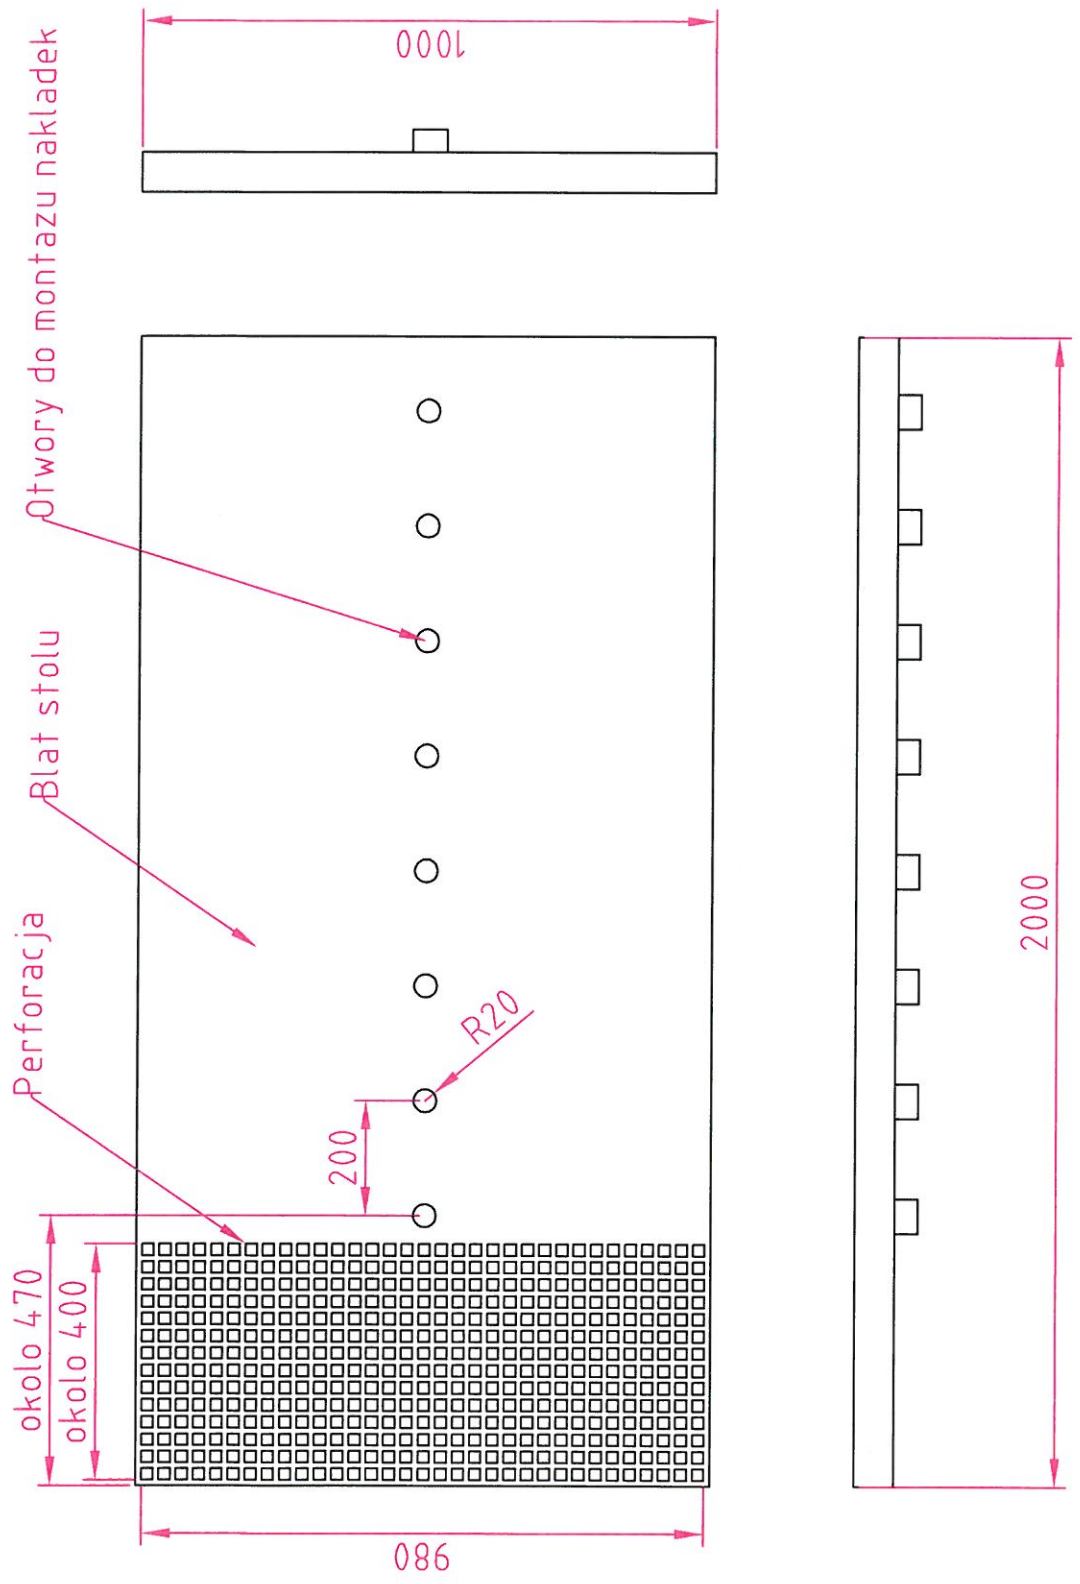 1000
Otwory do montazu nakladek
Blat stolu
Perforacja
R20
200
okolo 470
okolo 400
980
2000